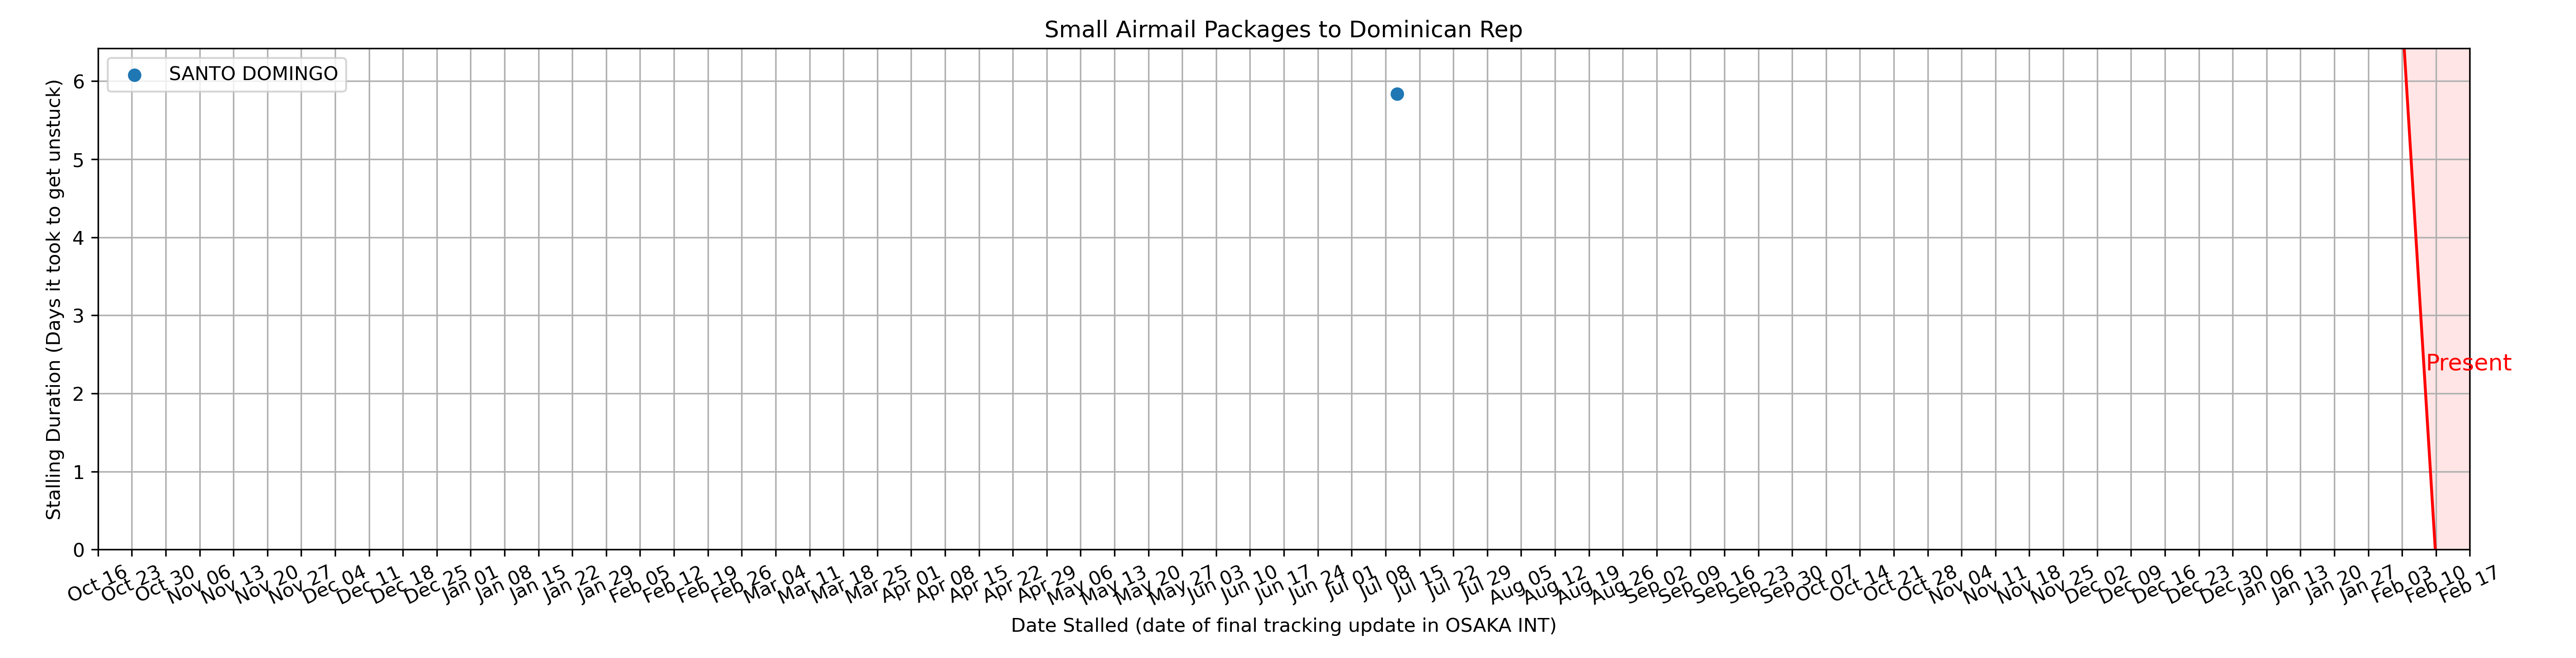 Small Airmail Packages to Dominican Rep
SANTO DOMINGO
Stalling Duration (Days it took to get unstuck)
6
5
4
3
2
1
0
Present
Oct 16 Oct 23 Oct 30 Nov 06 Nov 13 Nov 20 Nov 27 Dec 04 Dec 11 Dec 18 Dec 25 Jan 01 Jan 08 Jan 15 Jan 22 Jan 29 Feb 05 Feb 12 Feb 19 Feb 26 Mar 04 Mar 11 Mar 18 Mar 25 Apr 01 Apr 08 Apr 15 Apr 22 Apr 29 May 06 May 13 May 20 May 27 Jun 03 Jun 10 Jun 17 Jun 24 Jul 01 Jul 08 Jul 15 Jul 22 Jul 29 Aug 05 Aug 12 Aug 19 Aug 26 Sep 02 Sep 09 Sep 16 Sep 23 Sep 30 Oct 07 Oct 14 Oct 21 Oct 28 Nov 04 Nov 11 Nov 18 Nov 25 Dec 02 Dec 09 Dec 16 Dec 23 Dec 30 Jan 06 Jan 13 Jan 20 Jan 27 Feb 03 Feb 10 Feb 17
Date Stalled (date of final tracking update in OSAKA INT)